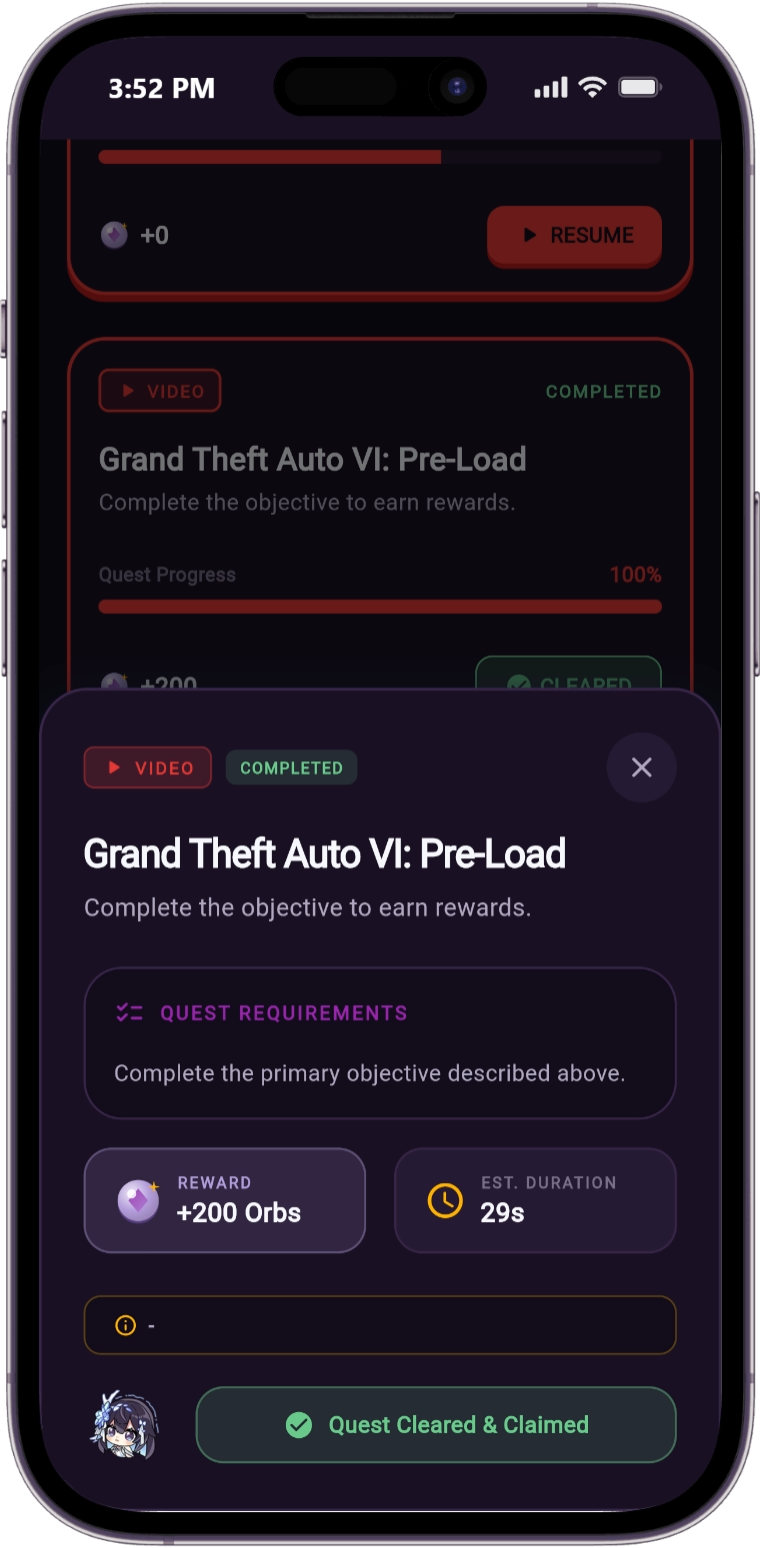 3:52 PM
+0
RESUME
VIDEO
COMPLETED
Grand Theft Auto VI: Pre-Load
Complete the objective to earn rewards.
Quest Progress
100%
+200
CLEARED
VIDEO
COMPLETED
Grand Theft Auto VI: Pre-Load
Complete the objective to earn rewards.
QUEST REQUIREMENTS
Complete the primary objective described above.
REWARD
+200 Orbs
EST. DURATION
29s
-
Quest Cleared & Claimed